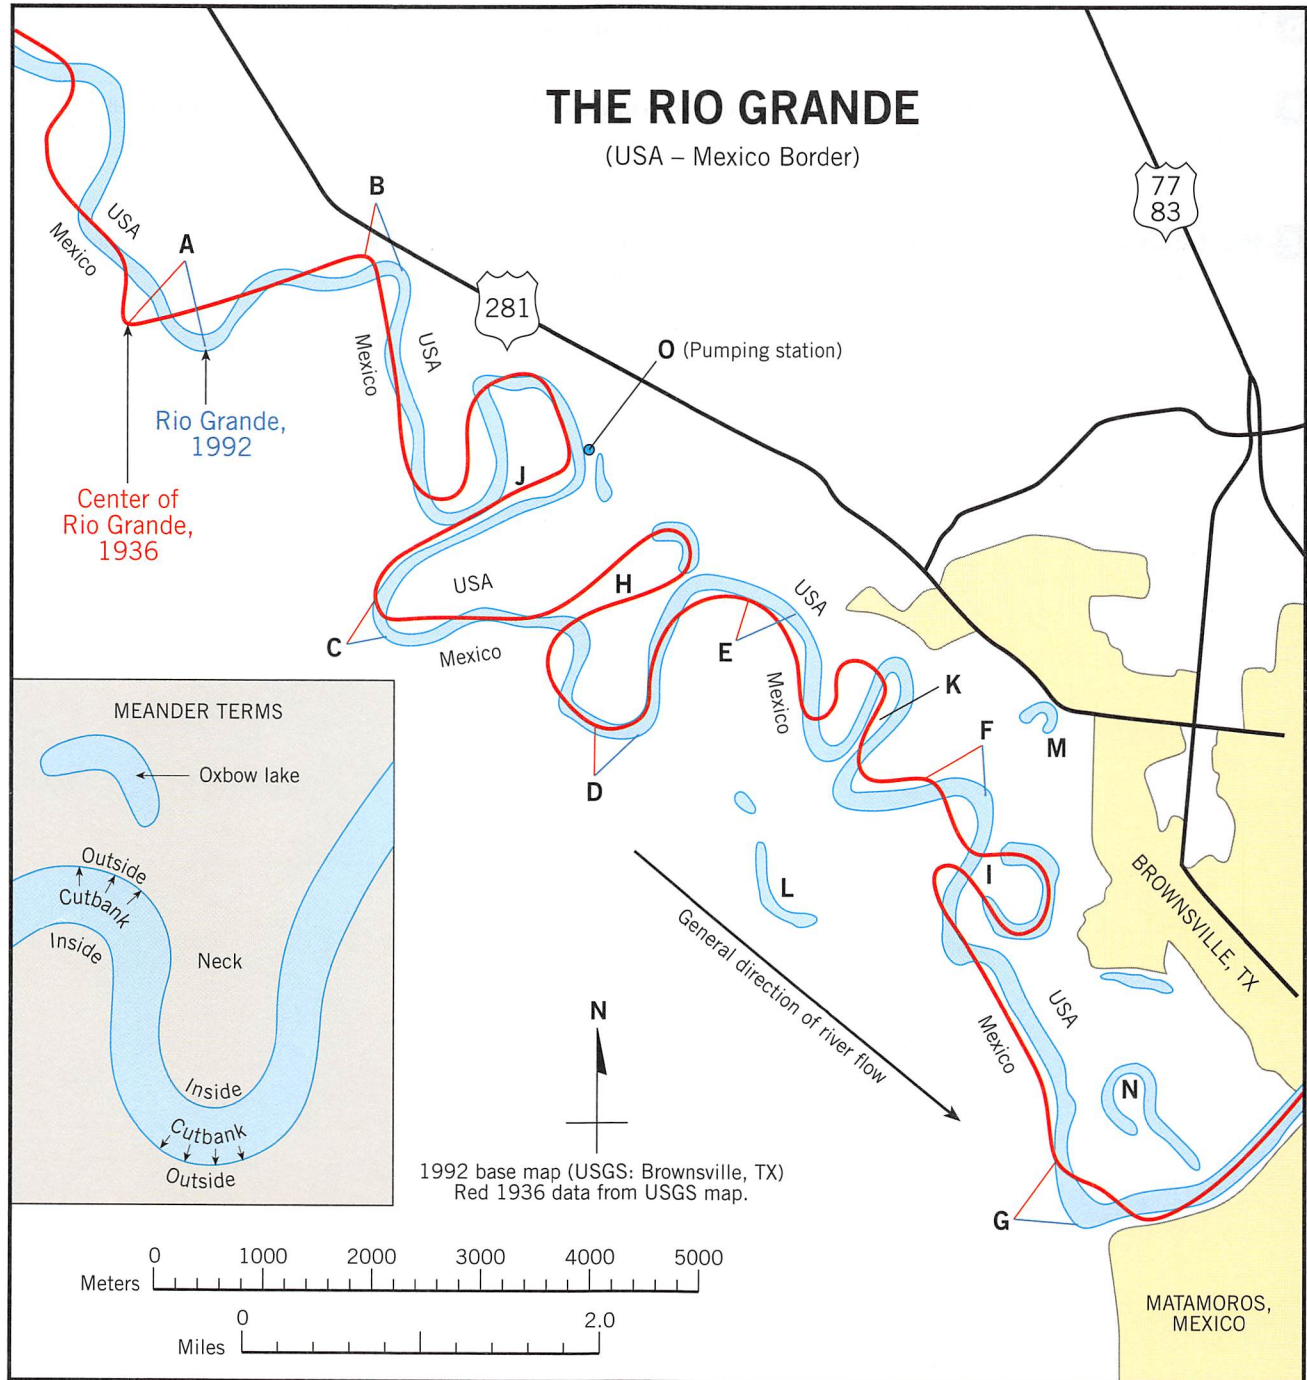 THE RIO GRANDE
(USA – Mexico Border)
77
83
B
USA
Mexico
A
281
USA
Mexico
O (Pumping station)
Rio Grande,
1992
J
Center of
Rio Grande,
1936
USA
H
USA
C
Mexico
E
Mexico
K
MEANDER TERMS
F
M
Oxbow lake
D
Outside
Cutbank
Inside
Neck
Inside
Cutbank
Outside
L
I
BROWNSVILLE, TX
General direction of river flow
N
USA
Mexico
N
1992 base map (USGS: Brownsville, TX)
Red 1936 data from USGS map.
G
0 1000 2000 3000 4000 5000
Meters
0 2.0
Miles
MATAMOROS,
MEXICO